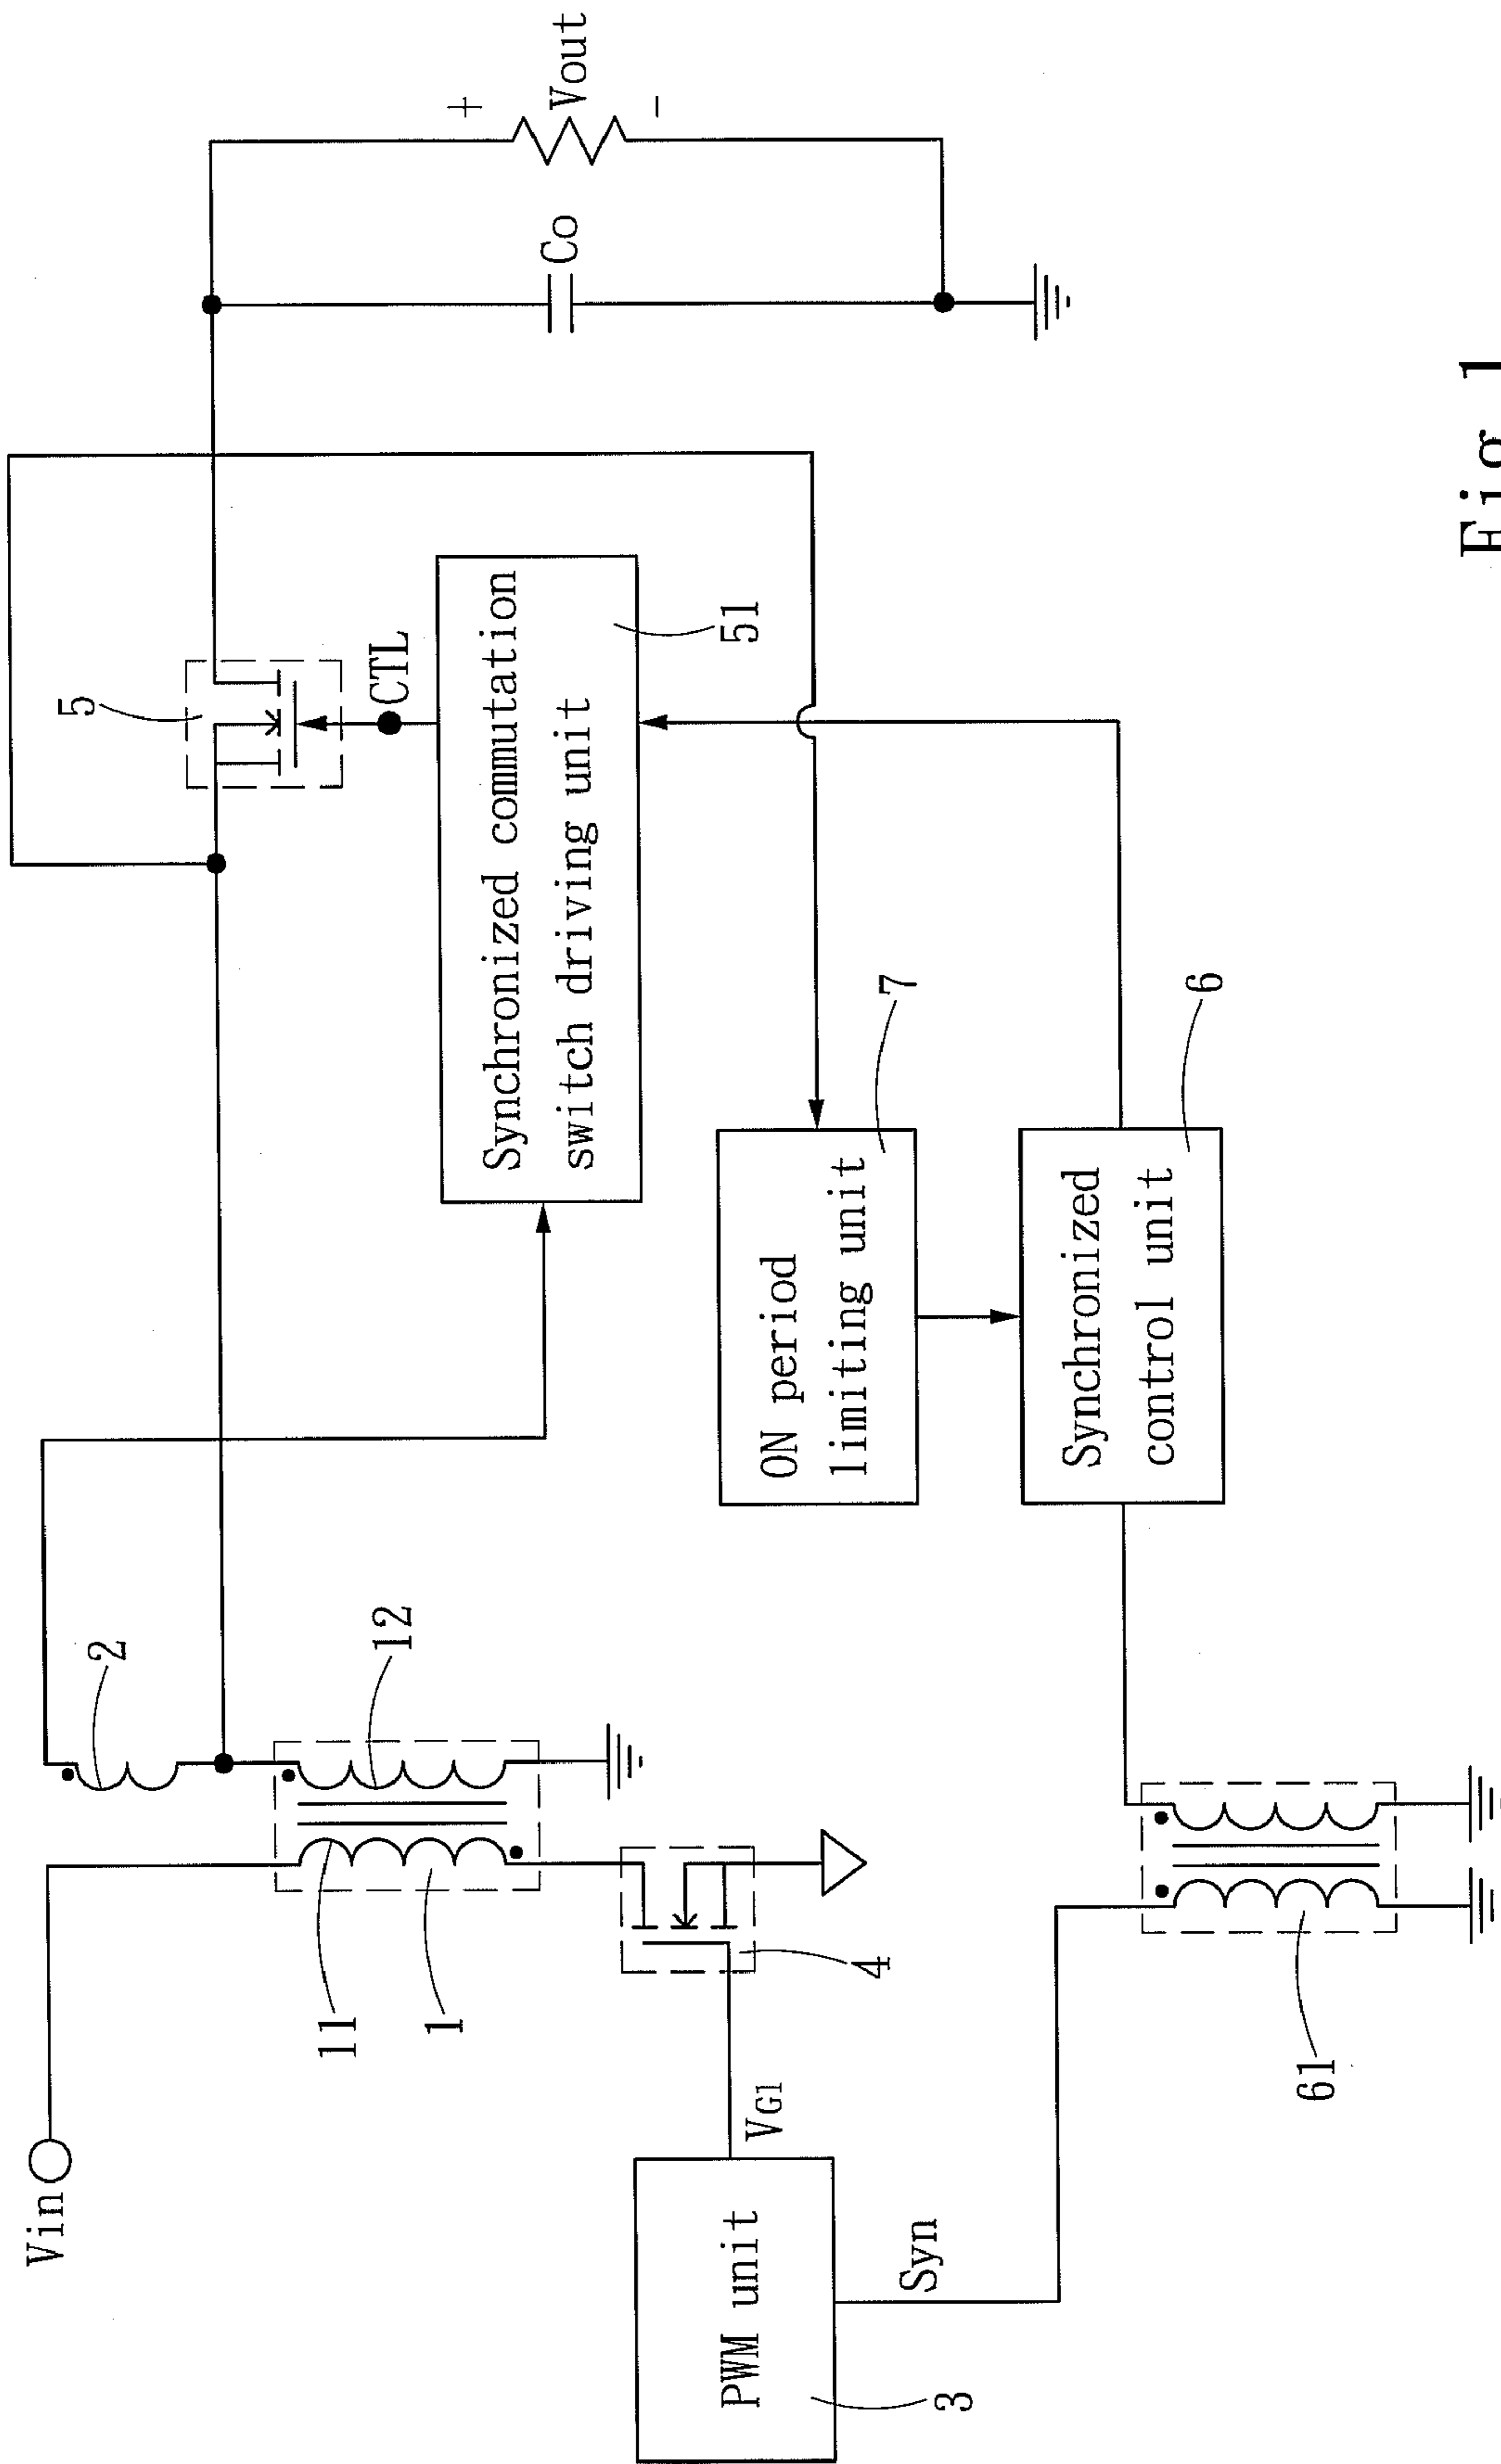 Vin
2
11
12
1
5
CTL
+
Vout
-
Co
Synchronized commutation
switch driving unit
51
4
VG1
PWM unit
3
Syn
ON period
limiting unit
7
Synchronized
control unit
6
61
Fig 1